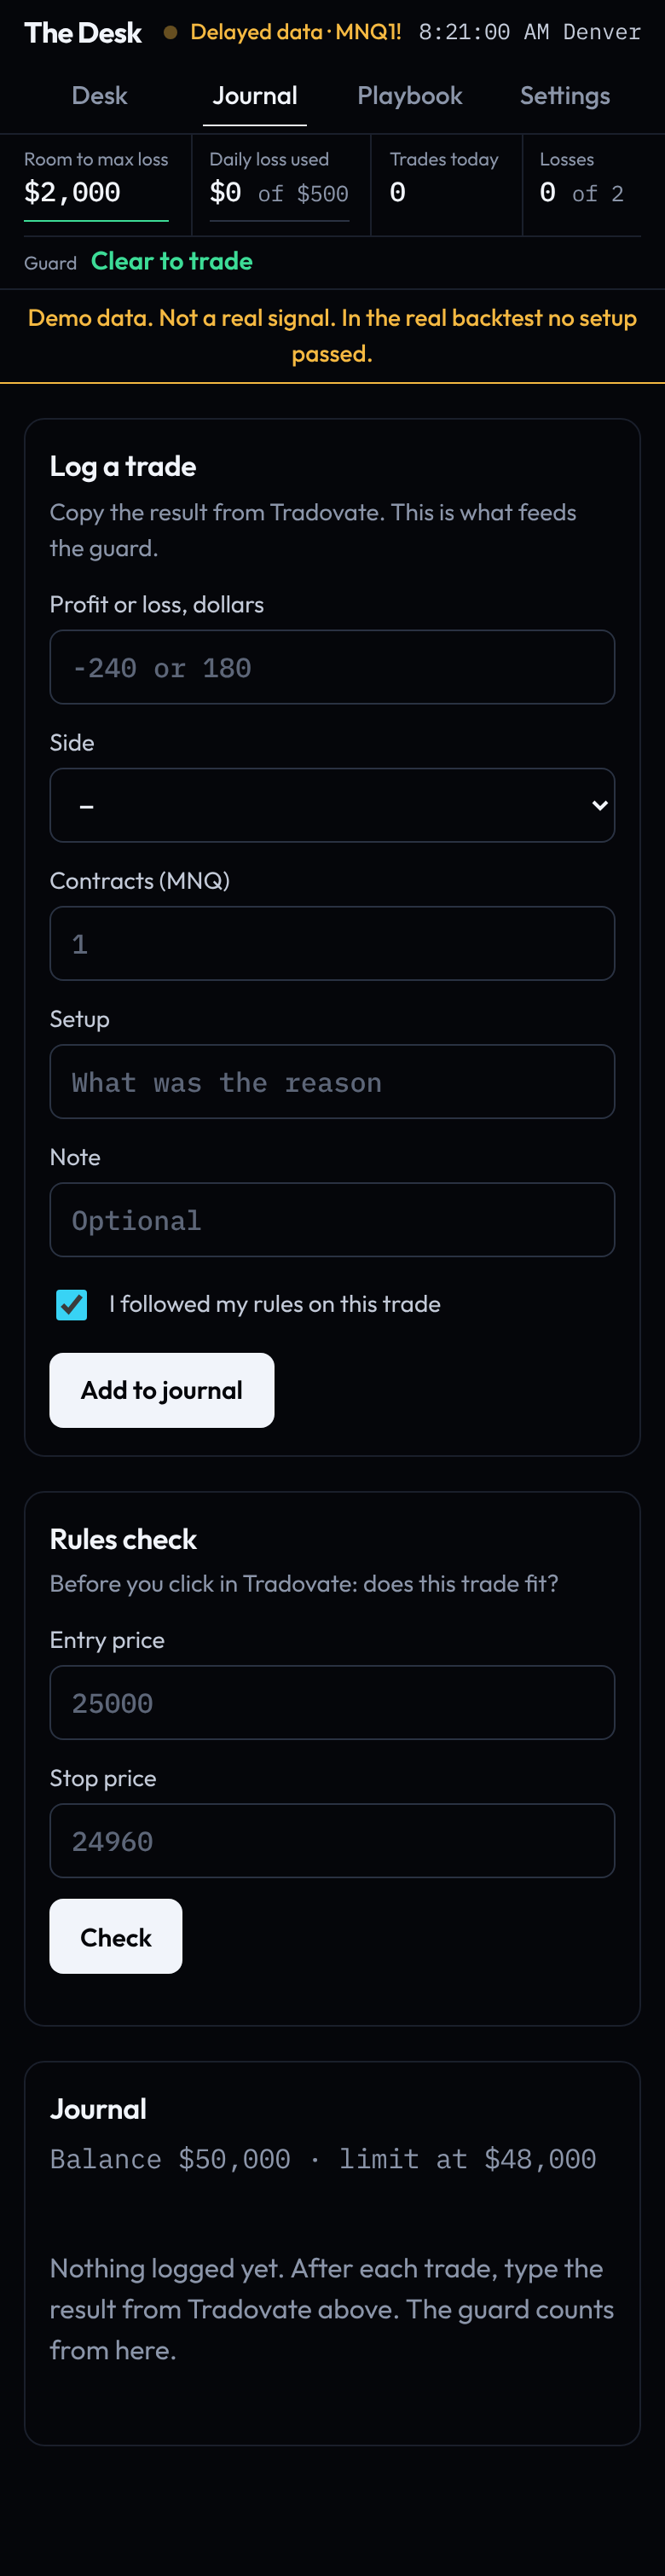 The Desk
Delayed data · MNQ1!
8:21:00 AM Denver
Desk
Journal
Playbook
Settings
Room to max loss
$2,000
Daily loss used
$0 of $500
Trades today
0
Losses
0 of 2
Guard Clear to trade
Demo data. Not a real signal. In the real backtest no setup
passed.
Log a trade
Copy the result from Tradovate. This is what feeds
the guard.
Profit or loss, dollars
-240 or 180
Side
–
Contracts (MNQ)
1
Setup
What was the reason
Note
Optional
I followed my rules on this trade
Add to journal
Rules check
Before you click in Tradovate: does this trade fit?
Entry price
25000
Stop price
24960
Check
Journal
Balance $50,000 · limit at $48,000
Nothing logged yet. After each trade, type the
result from Tradovate above. The guard counts
from here.